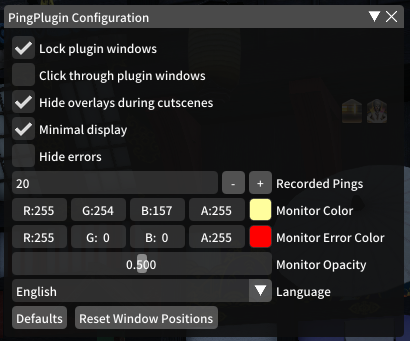 PingPlugin Configuration
Lock plugin windows
Click through plugin windows
Hide overlays during cutscenes
Minimal display
Hide errors
20 - + Recorded Pings
R:255 G:254 B:157 A:255 Monitor Color
R:255 G: 0 B: 0 A:255 Monitor Error Color
0.500 Monitor Opacity
English Language
Defaults Reset Window Positions